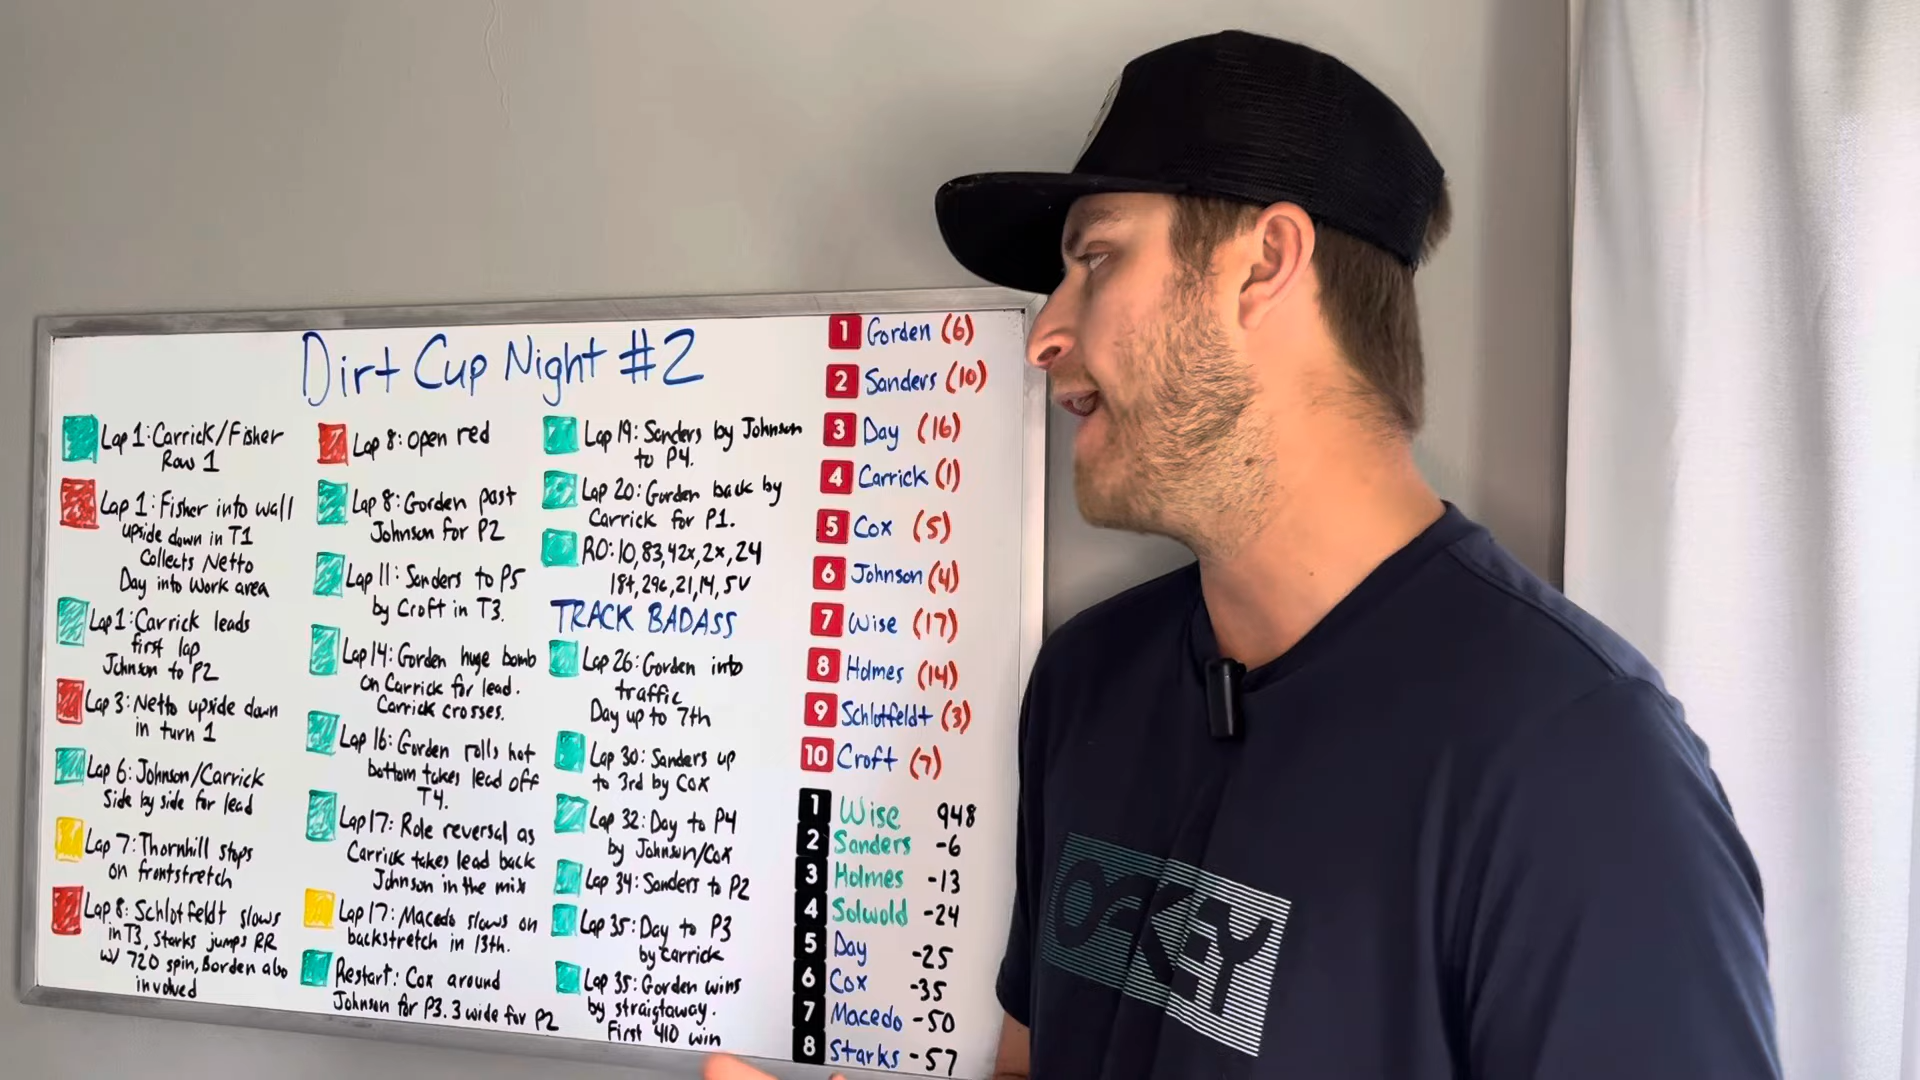 Dirt Cup Night #2
Lap 1: Carrick/Fisher
Row 1
Lap 1: Fisher into wall
upside down in T1
Collects Netto
Day into work area
Lap 1: Carrick leads
first lap
Johnson to P2
Lap 3: Netto upside down
in turn 1
Lap 6: Johnson/Carrick
Side by side for lead
Lap 7: Thornhill stops
on frontstretch
Lap 8: Schlotfeldt slows
in T3, Starks jumps RR
w/ 720 spin, Borden also
involved
Lap 8: open red
Lap 8: Gorden past
Johnson for P2
Lap 11: Sanders to P5
by Croft in T3.
Lap 14: Gorden huge bomb
on Carrick for lead.
Carrick crosses.
Lap 16: Gorden rolls hot
bottom takes lead off
T4.
Lap 17: Role reversal as
Carrick takes lead back
Johnson in the mix
Lap 17: Macedo slows on
backstretch in 13th.
Restart: Cox around
Johnson for P3. 3 wide for P2
Lap 19: Sanders by Johnson
to P4.
Lap 20: Gorden back by
Carrick for P1.
RO: 10, 83, 42x, 2x, 24
18t, 29c, 21, 14, 5V
TRACK BADASS
Lap 26: Gorden into
traffic
Day up to 7th
Lap 30: Sanders up
to 3rd by Cox
Lap 32: Day to P4
by Johnson/Cox
Lap 34: Sanders to P2
Lap 35: Day to P3
by Carrick
Lap 35: Gorden wins
by straigtaway.
First 410 win
1 Gorden (6)
2 Sanders (10)
3 Day (16)
4 Carrick (1)
5 Cox (5)
6 Johnson (4)
7 Wise (17)
8 Holmes (14)
9 Schlotfeldt (3)
10 Croft (7)
1 Wise 948
2 Sanders -6
3 Holmes -13
4 Solwold -24
5 Day -25
6 Cox -35
7 Macedo -50
8 Starks -57